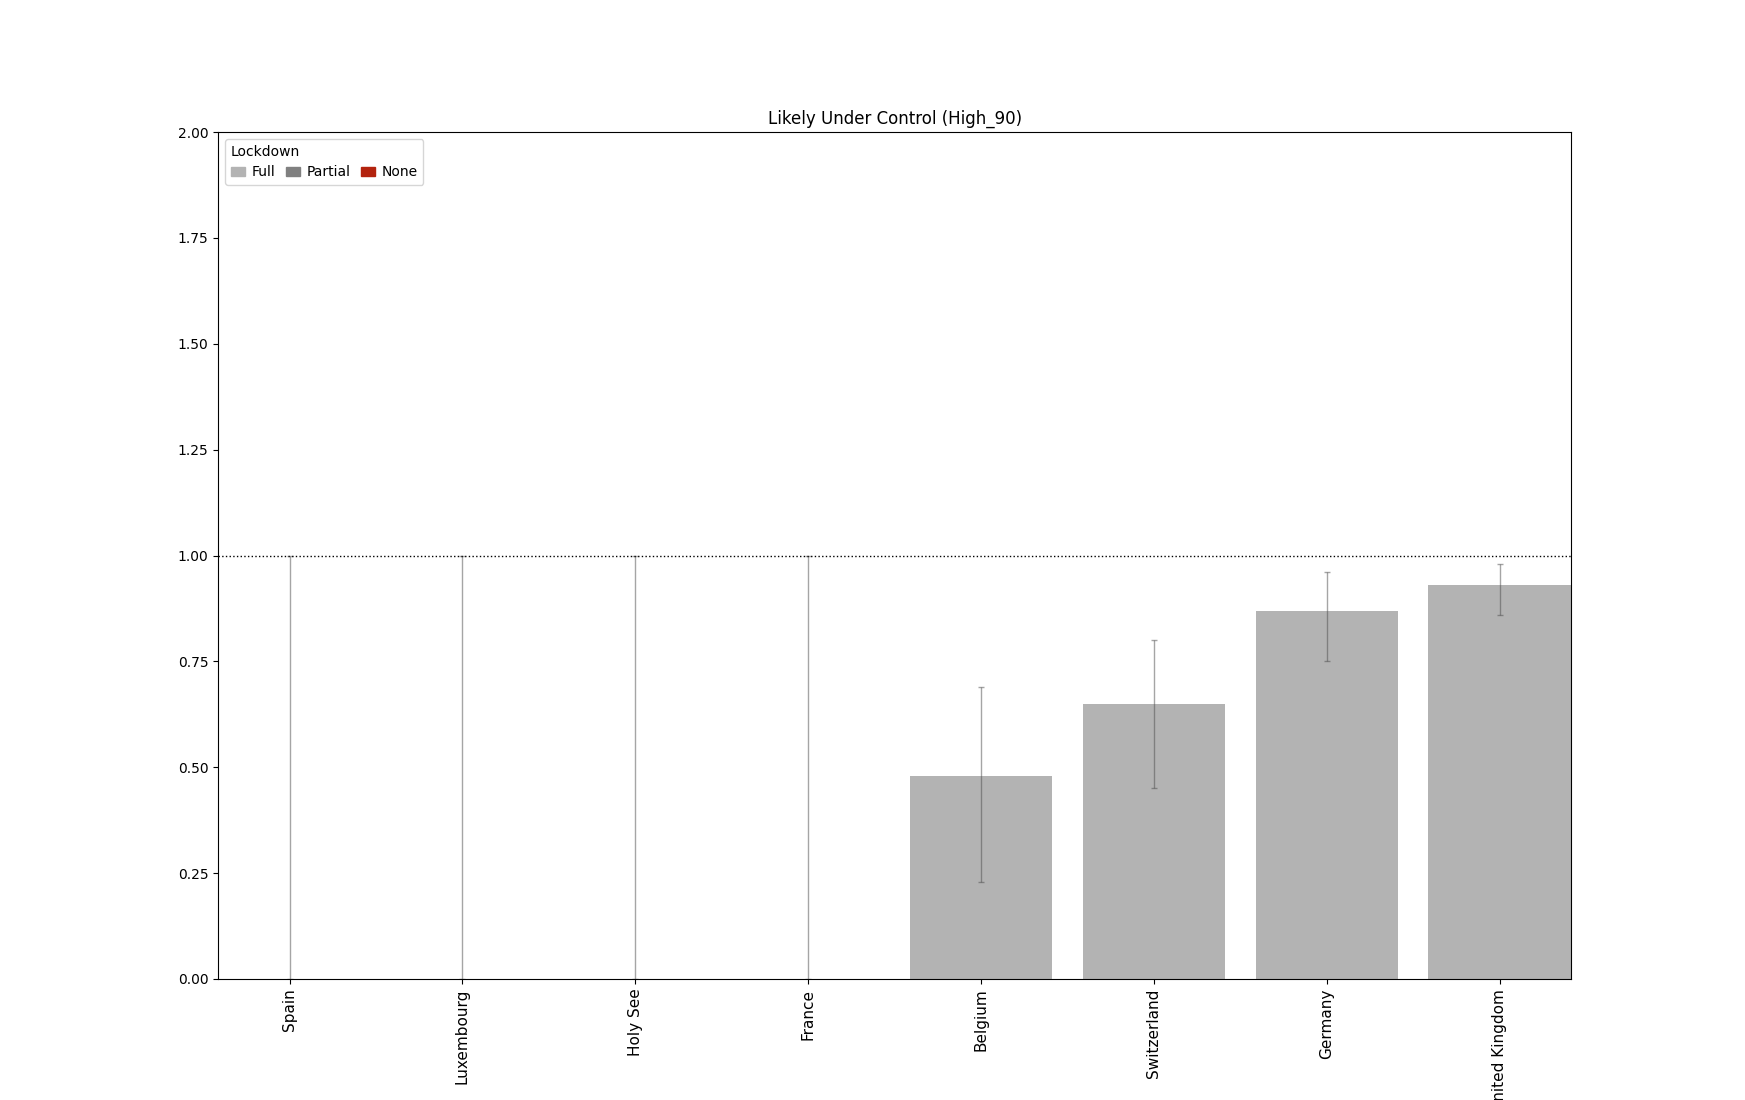 Likely Under Control (High_90)
2.00
Lockdown
Full Partial None
1.75
1.50
1.25
1.00
0.75
0.50
0.25
0.00
Spain
Luxembourg
Holy See
France
Belgium
Switzerland
Germany
nited Kingdom